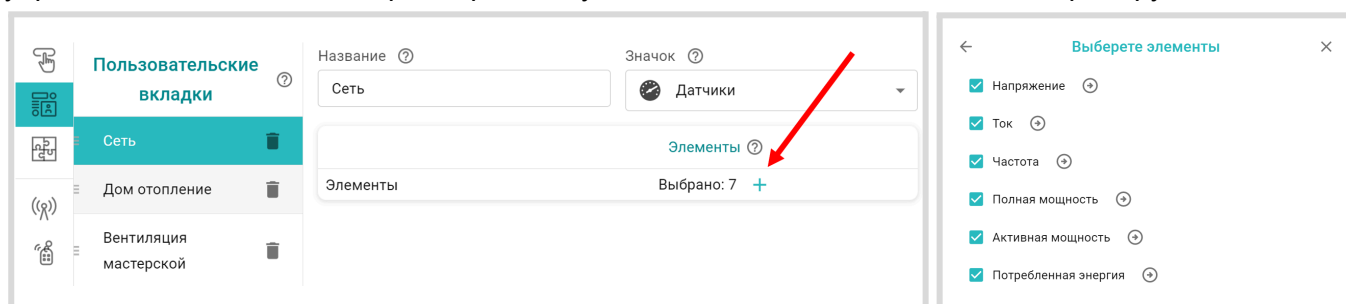 Пользовательские
вкладки
Сеть
Дом отопление
Вентиляция
мастерской
Название
Сеть
Значок
Датчики
Элементы
Элементы Выбрано: 7 +
Выберете элементы
Напряжение
Ток
Частота
Полная мощность
Активная мощность
Потребленная энергия